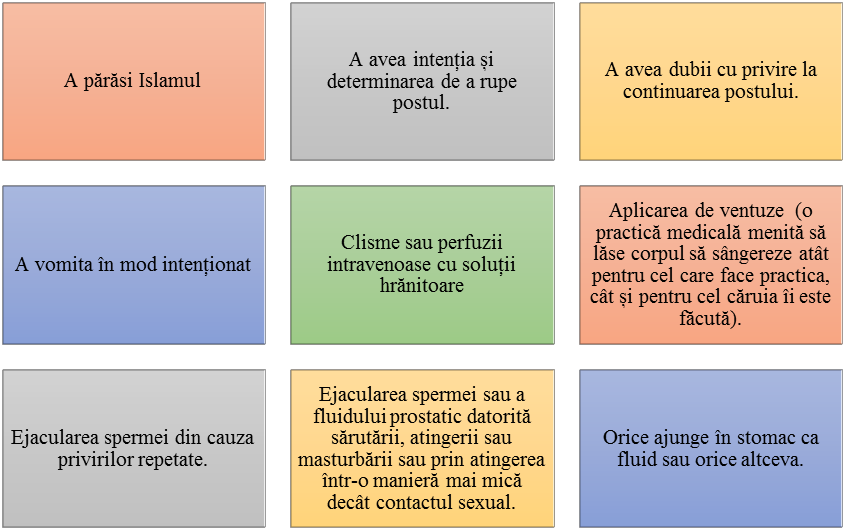 A părăsi Islamul
A avea intenția și
determinarea de a rupe
postul.
A avea dubii cu privire la
continuarea postului.
A vomita în mod intenționat
Clisme sau perfuzii
intravenoase cu soluții
hrănitoare
Aplicarea de ventuze (o
practică medicală menită să
lăse corpul să sângereze atât
pentru cel care face practica,
cât și pentru cel căruia îi este
făcută).
Ejacularea spermei din cauza
privirilor repetate.
Ejacularea spermei sau a
fluidului prostatic datorită
sărutării, atingerii sau
masturbării sau prin atingerea
într-o manieră mai mică
decât contactul sexual.
Orice ajunge în stomac ca
fluid sau orice altceva.